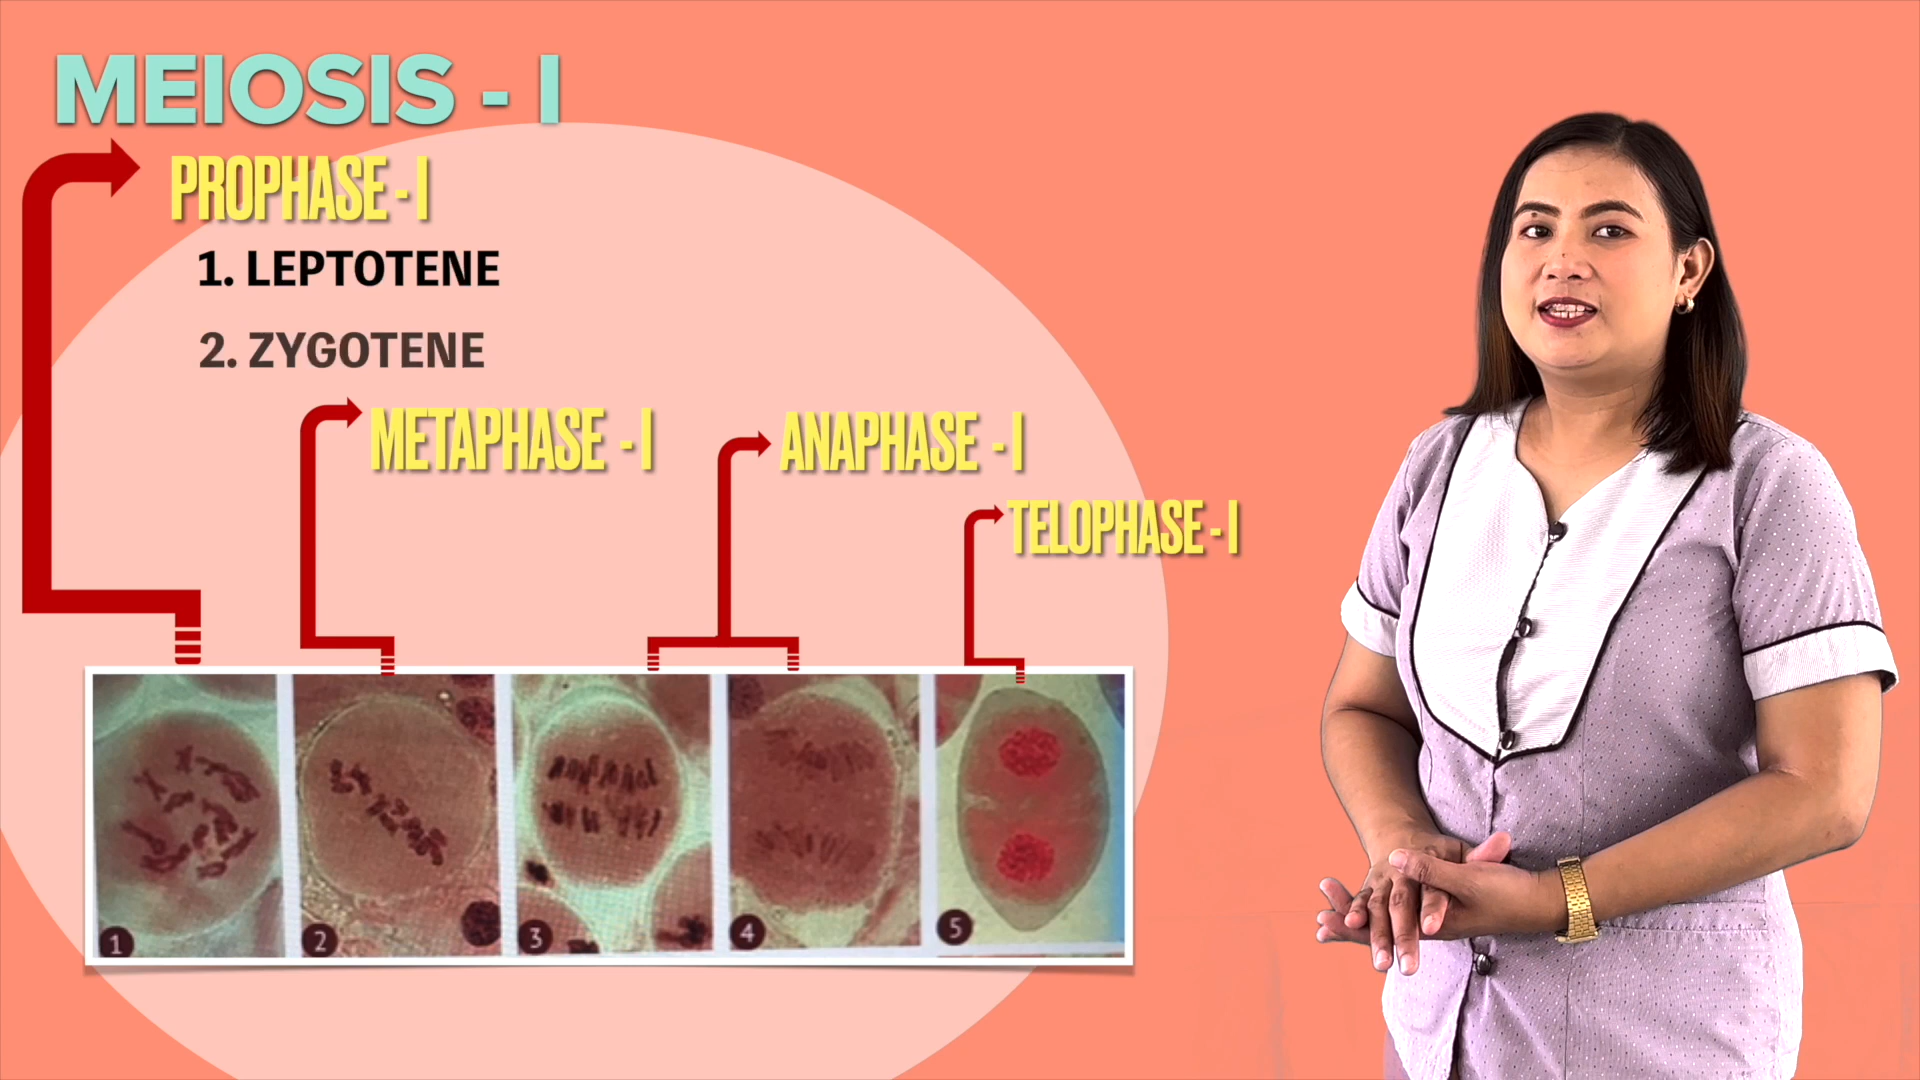 MEIOSIS - I
PROPHASE - I
1. LEPTOTENE
2. ZYGOTENE
METAPHASE - I
ANAPHASE - I
TELOPHASE - I
1
2
3
4
5